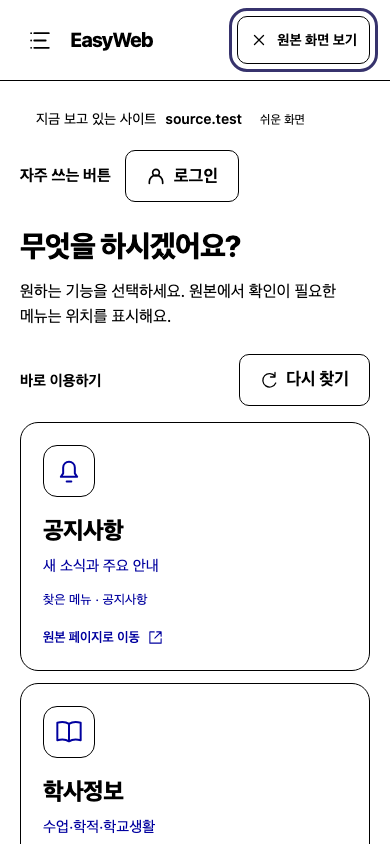 EasyWeb
원본 화면 보기
지금 보고 있는 사이트 source.test 쉬운 화면
자주 쓰는 버튼
로그인
무엇을 하시겠어요?
원하는 기능을 선택하세요. 원본에서 확인이 필요한
메뉴는 위치를 표시해요.
바로 이용하기
다시 찾기
공지사항
새 소식과 주요 안내
찾은 메뉴 · 공지사항
원본 페이지로 이동
학사정보
수업·학적·학교생활